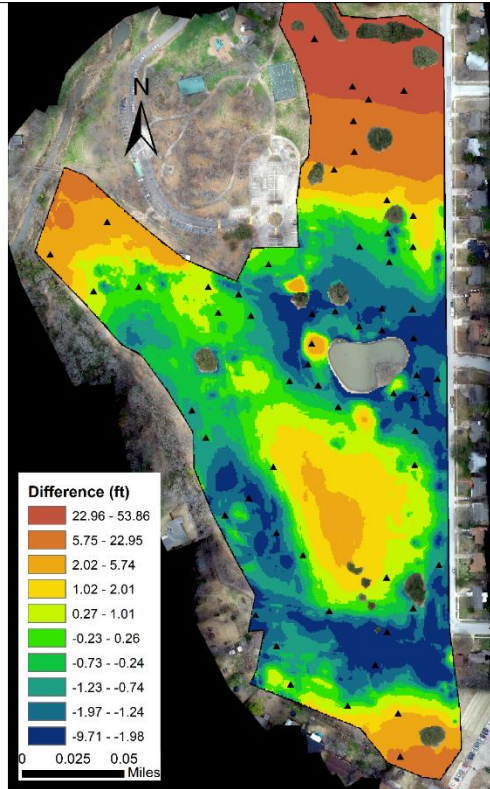 N
Difference (ft)
22.96 - 53.86
5.75 - 22.95
2.02 - 5.74
1.02 - 2.01
0.27 - 1.01
-0.23 - 0.26
-0.73 - -0.24
-1.23 - -0.74
-1.97 - -1.24
-9.71 - -1.98
0 0.025 0.05
Miles